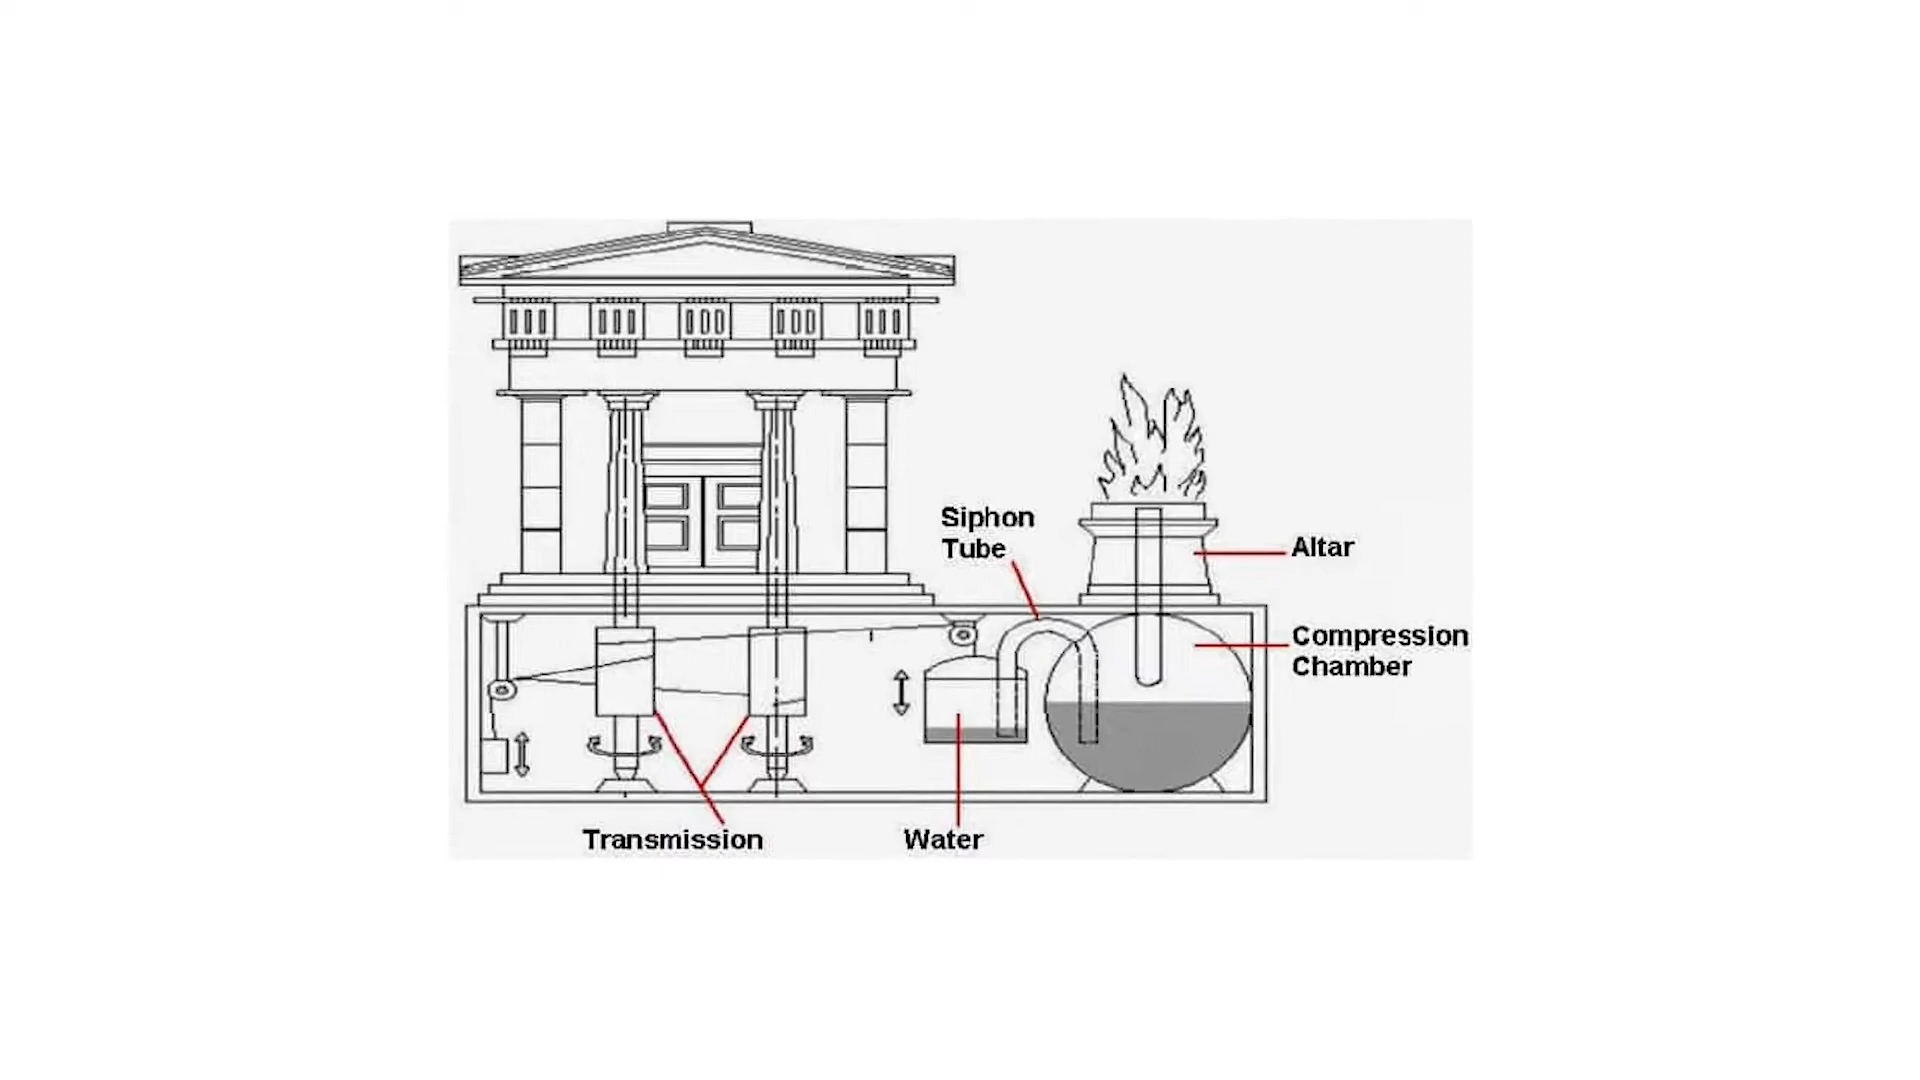 Siphon
Tube
Altar
Compression
Chamber
Transmission
Water